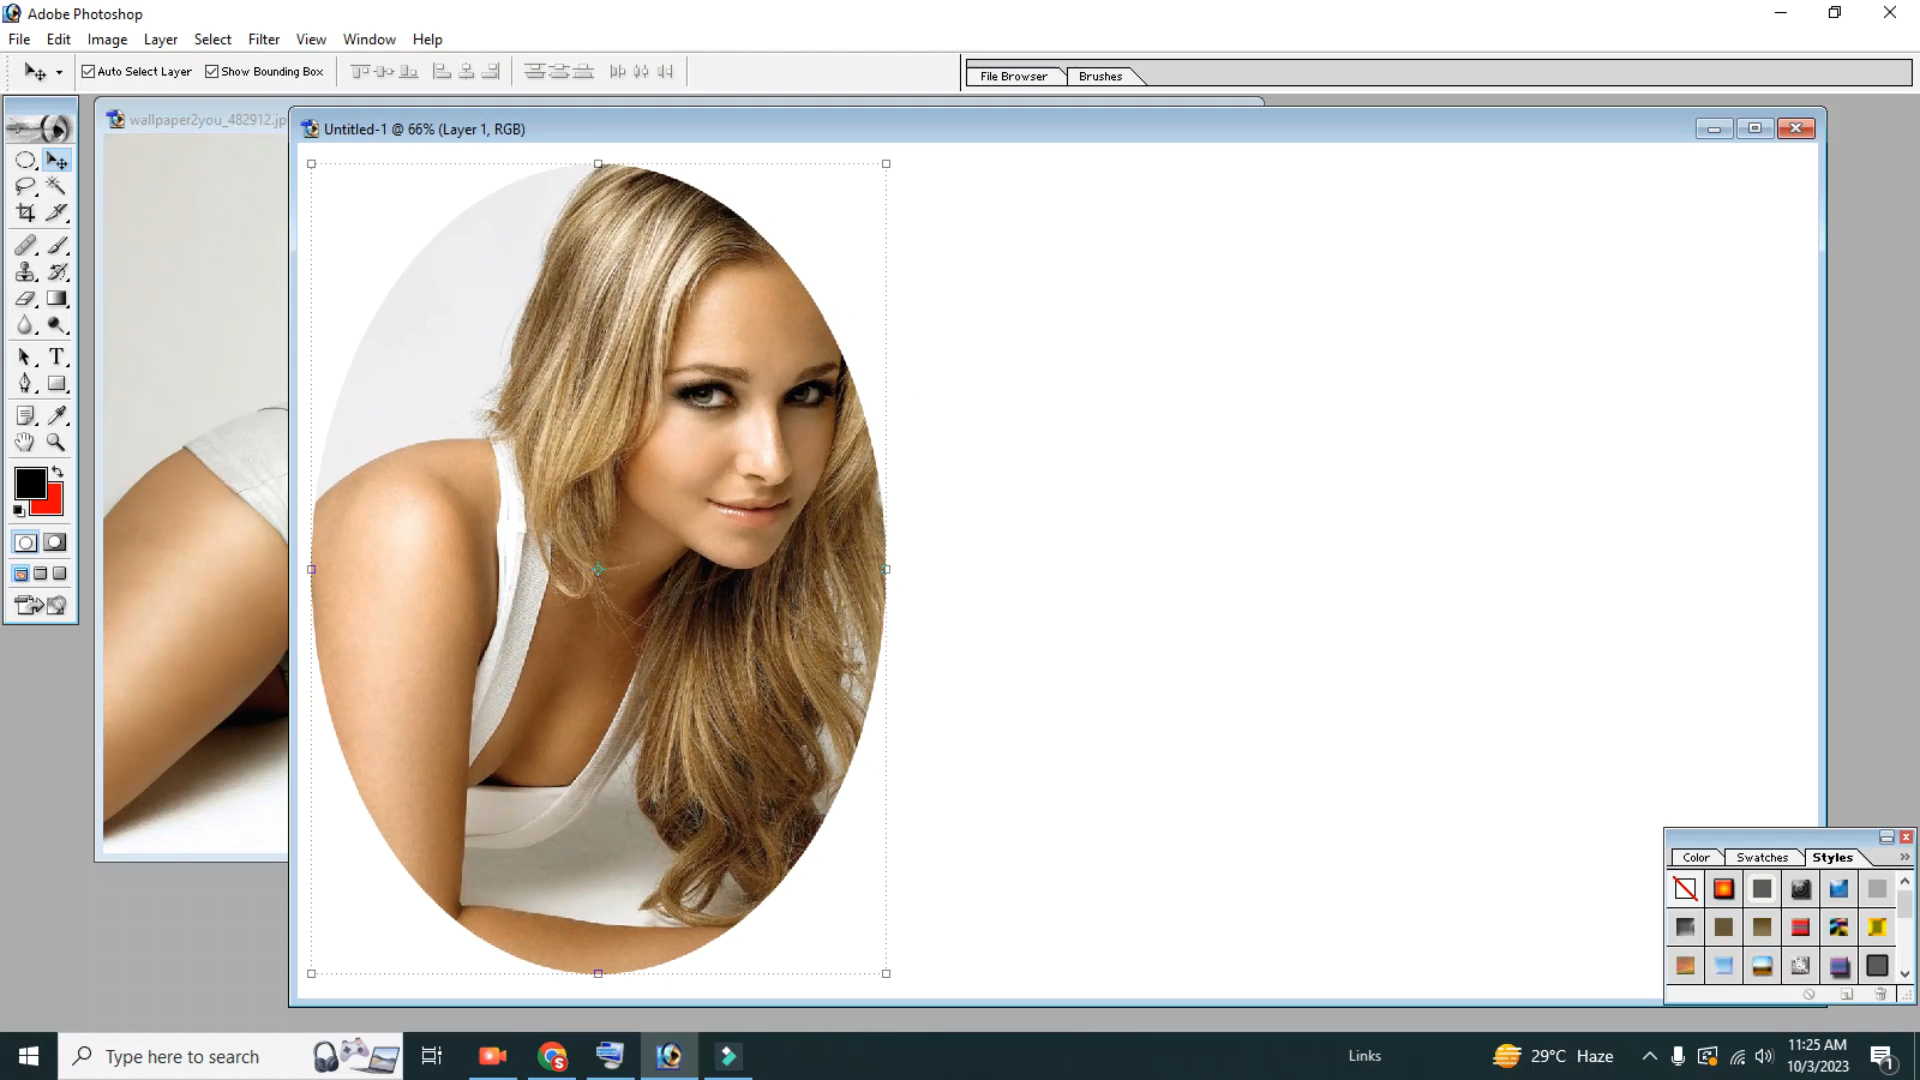 Adobe Photoshop
File Edit Image Layer Select Filter View Window Help
Auto Select Layer Show Bounding Box File Browser Brushes
wallpaper2you_482912.jp
Untitled-1 @ 66% (Layer 1, RGB)
T
Color Swatches Styles
Type here to search
Links
29°C Haze
11:25 AM
10/3/2023
1